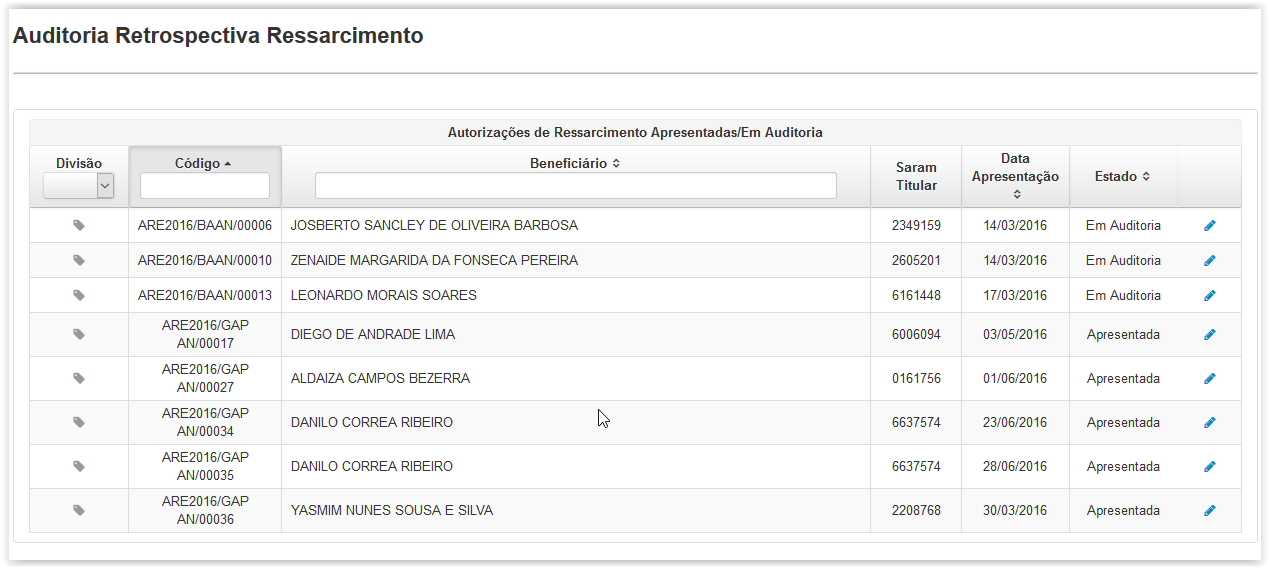 Auditoria Retrospectiva Ressarcimento
Autorizações de Ressarcimento Apresentadas/Em Auditoria
Divisão Código Beneficiário Saram Titular Data Apresentação Estado
ARE2016/BAAN/00006 JOSBERTO SANCLEY DE OLIVEIRA BARBOSA 2349159 14/03/2016 Em Auditoria
ARE2016/BAAN/00010 ZENAIDE MARGARIDA DA FONSECA PEREIRA 2605201 14/03/2016 Em Auditoria
ARE2016/BAAN/00013 LEONARDO MORAIS SOARES 6161448 17/03/2016 Em Auditoria
ARE2016/GAP AN/00017 DIEGO DE ANDRADE LIMA 6006094 03/05/2016 Apresentada
ARE2016/GAP AN/00027 ALDAIZA CAMPOS BEZERRA 0161756 01/06/2016 Apresentada
ARE2016/GAP AN/00034 DANILO CORREA RIBEIRO 6637574 23/06/2016 Apresentada
ARE2016/GAP AN/00035 DANILO CORREA RIBEIRO 6637574 28/06/2016 Apresentada
ARE2016/GAP AN/00036 YASMIM NUNES SOUSA E SILVA 2208768 30/03/2016 Apresentada